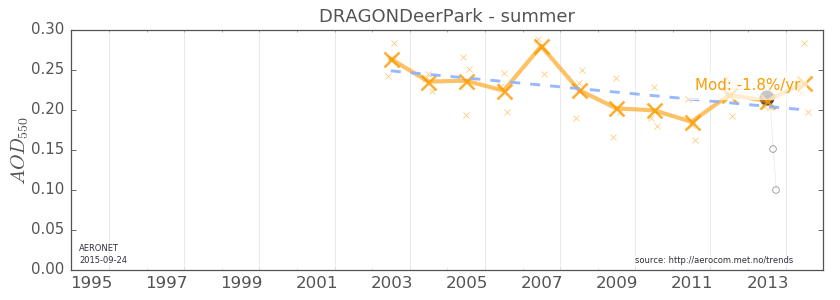 DRAGONDeerPark - summer
0.30
0.25
0.20
0.15
0.10
0.05
0.00
AOD550
Mod: -1.8%/yr
AERONET
2015-09-24
source: http://aerocom.met.no/trends
1995 1997 1999 2001 2003 2005 2007 2009 2011 2013